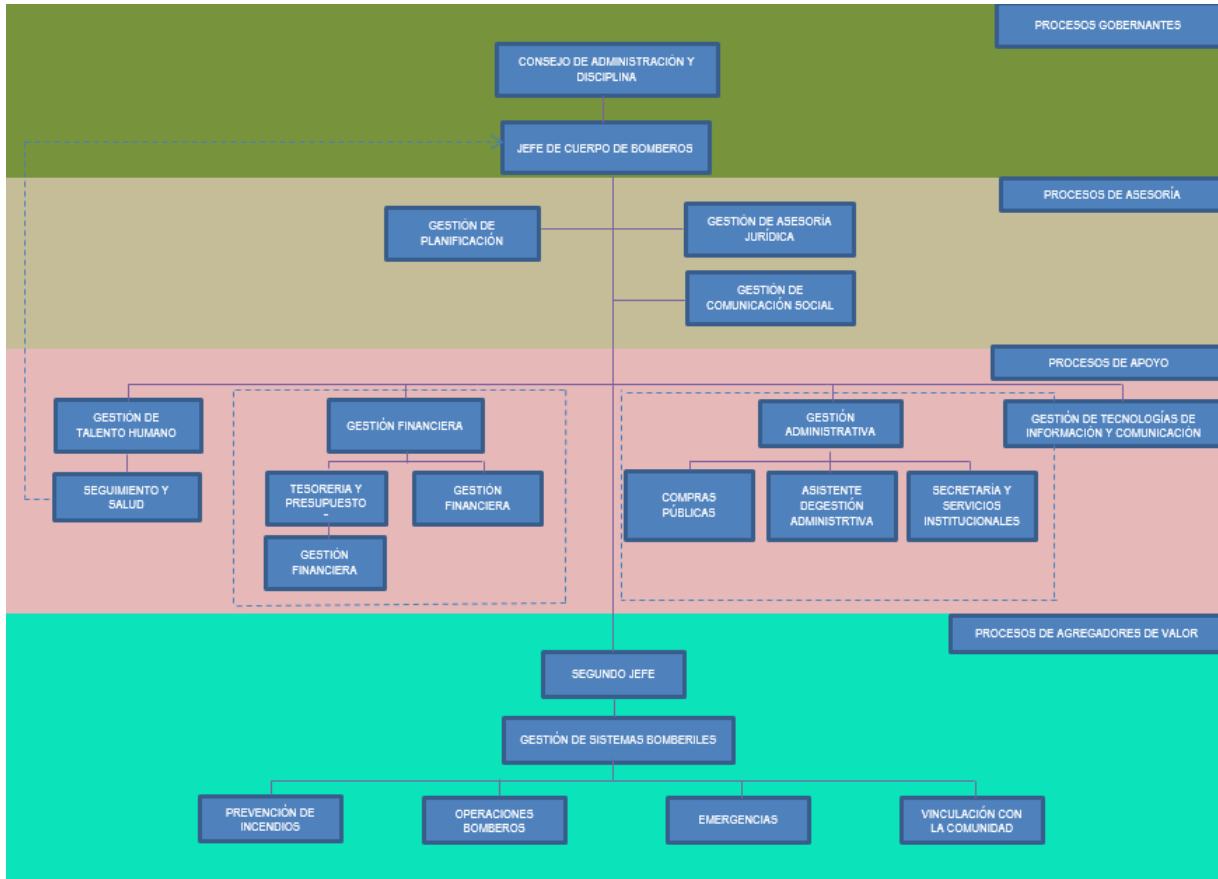 PROCESOS GOBERNANTES
CONSEJO DE ADMINISTRACIÓN Y
DISCIPLINA
JEFE DE CUERPO DE BOMBEROS
PROCESOS DE ASESORÍA
GESTIÓN DE
PLANIFICACIÓN
GESTIÓN DE ASESORÍA
JURÍDICA
GESTIÓN DE
COMUNICACIÓN SOCIAL
PROCESOS DE APOYO
GESTIÓN DE
TALENTO HUMANO
GESTIÓN FINANCIERA
GESTIÓN
ADMINISTRATIVA
GESTIÓN DE TECNOLOGÍAS DE
INFORMACIÓN Y COMUNICACIÓN
SEGUIMIENTO Y
SALUD
TESORERIA Y
PRESUPUESTO
–
GESTIÓN
FINANCIERA
COMPRAS
PÚBLICAS
ASISTENTE
DEGESTIÓN
ADMINISTRTIVA
SECRETARÍA Y
SERVICIOS
INSTITUCIONALES
GESTIÓN
FINANCIERA
PROCESOS DE AGREGADORES DE VALOR
SEGUNDO JEFE
GESTIÓN DE SISTEMAS BOMBERILES
PREVENCIÓN DE
INCENDIOS
OPERACIONES
BOMBEROS
EMERGENCIAS
VINCULACIÓN CON
LA COMUNIDAD